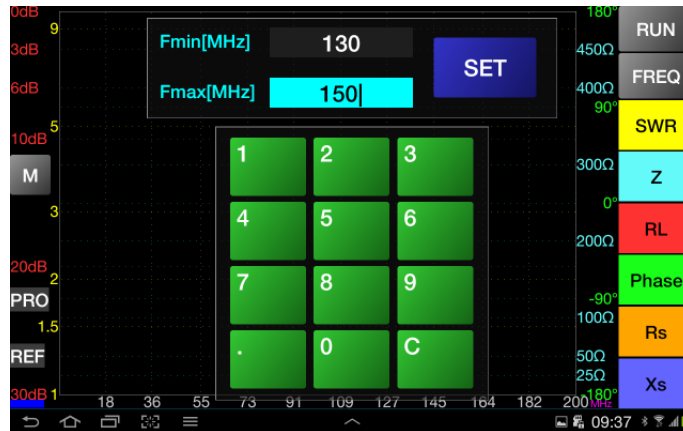 0dB
9
3dB
6dB
10dB
5
M
3
20dB
2
PRO
1.5
REF
30dB
1
Fmin[MHz] 130
Fmax[MHz] 150
SET
1 2 3
4 5 6
7 8 9
. 0 C
180°
450Ω
400Ω
90°
300Ω
0°
200Ω
-90°
100Ω
50Ω
25Ω
-180°
RUN
FREQ
SWR
Z
RL
Phase
Rs
Xs
18 36 55 73 91 109 127 145 164 182 200 MHz
09:37